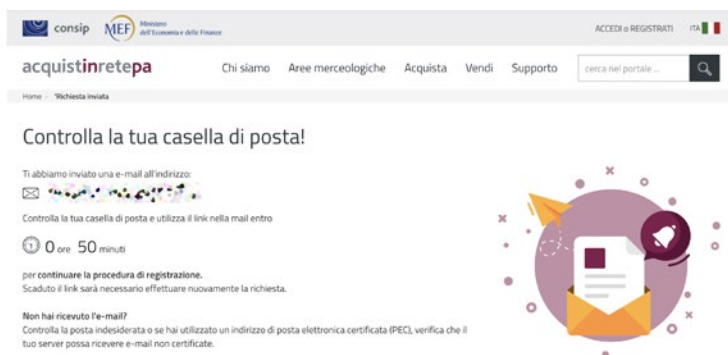 consip MEF Ministero dell'Economia e delle Finanze ACCEDI o REGISTRATI ITA
acquistinretepa Chi siamo Aree merceologiche Acquista Vendi Supporto cerca nel portale ...
Home > 'Richiesta inviata
Controlla la tua casella di posta!
Ti abbiamo inviato una e-mail all'indirizzo:
Controlla la tua casella di posta e utilizza il link nella mail entro
0 ore 50 minuti
per continuare la procedura di registrazione.
Scaduto il link sarà necessario effettuare nuovamente la richiesta.
Non hai ricevuto l'e-mail?
Controlla la posta indesiderata o se hai utilizzato un indirizzo di posta elettronica certificata (PEC), verifica che il
tuo server possa ricevere e-mail non certificate.